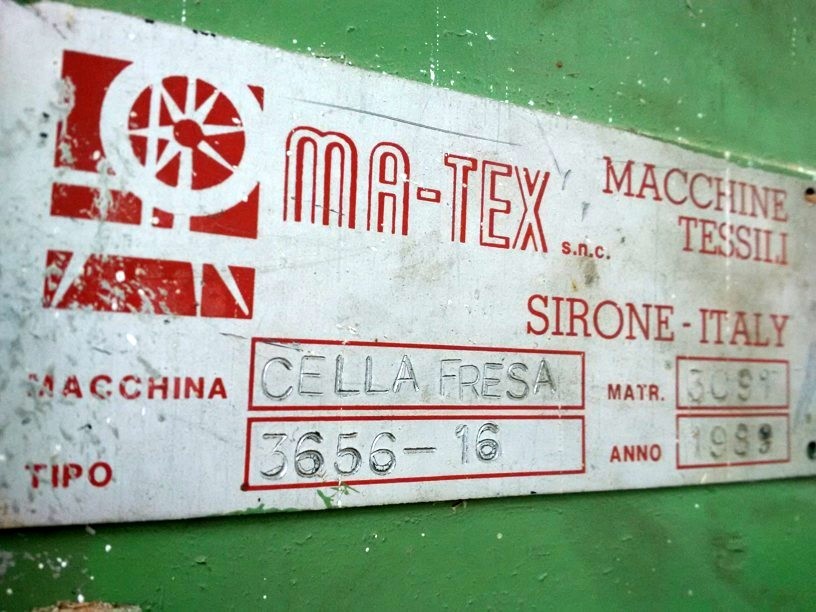 MA-TEX s.n.c.
MACCHINE
TESSILI
SIRONE - ITALY
MACCHINA CELLA FRESA MATR.
TIPO 3656-16 ANNO